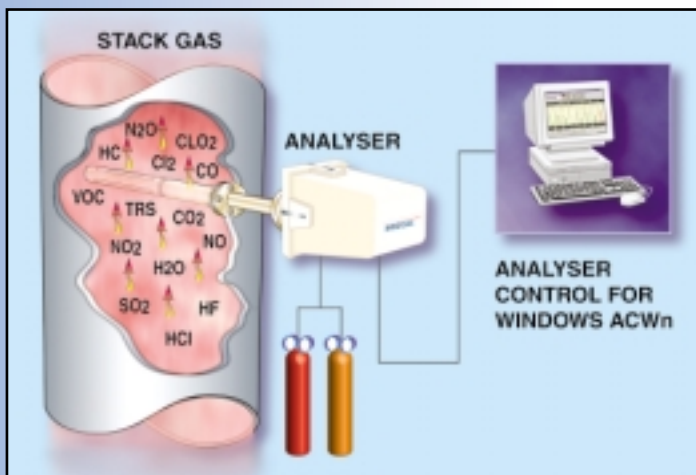 STACK GAS
N2O
CLO2
HC
Cl2
CO
VOC
TRS
CO2
NO2
NO
H2O
SO2
HF
HCl
ANALYSER
ANALYSER
CONTROL FOR
WINDOWS ACWn